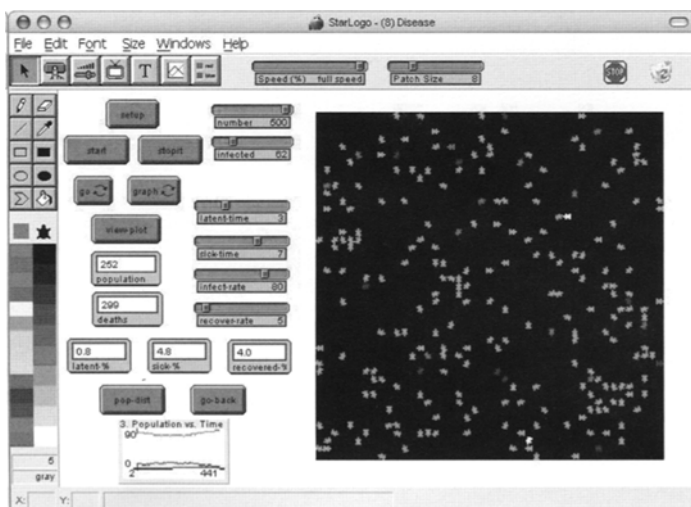 StarLogo - (8) Disease
File Edit Font Size Windows Help
T
Speed (%) full speed
Patch Size 8
STOP
setup
number 500
start
stopit
infected 62
go
graph
latent-time 3
view-plot
sick-time 7
252
population
infect-rate 80
299
deaths
recover-rate 5
0.8
latent-%
4.8
sick-%
4.0
recovered-%
pop-dist
go-back
3. Population vs. Time
90
0
2 441
5
gray
X: Y: